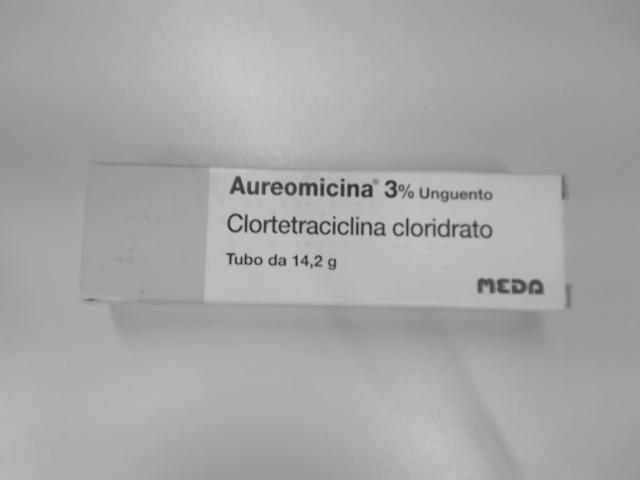 Aureomicina® 3% Unguento
Clortetraciclina cloridrato
Tubo da 14,2 g
MEDA